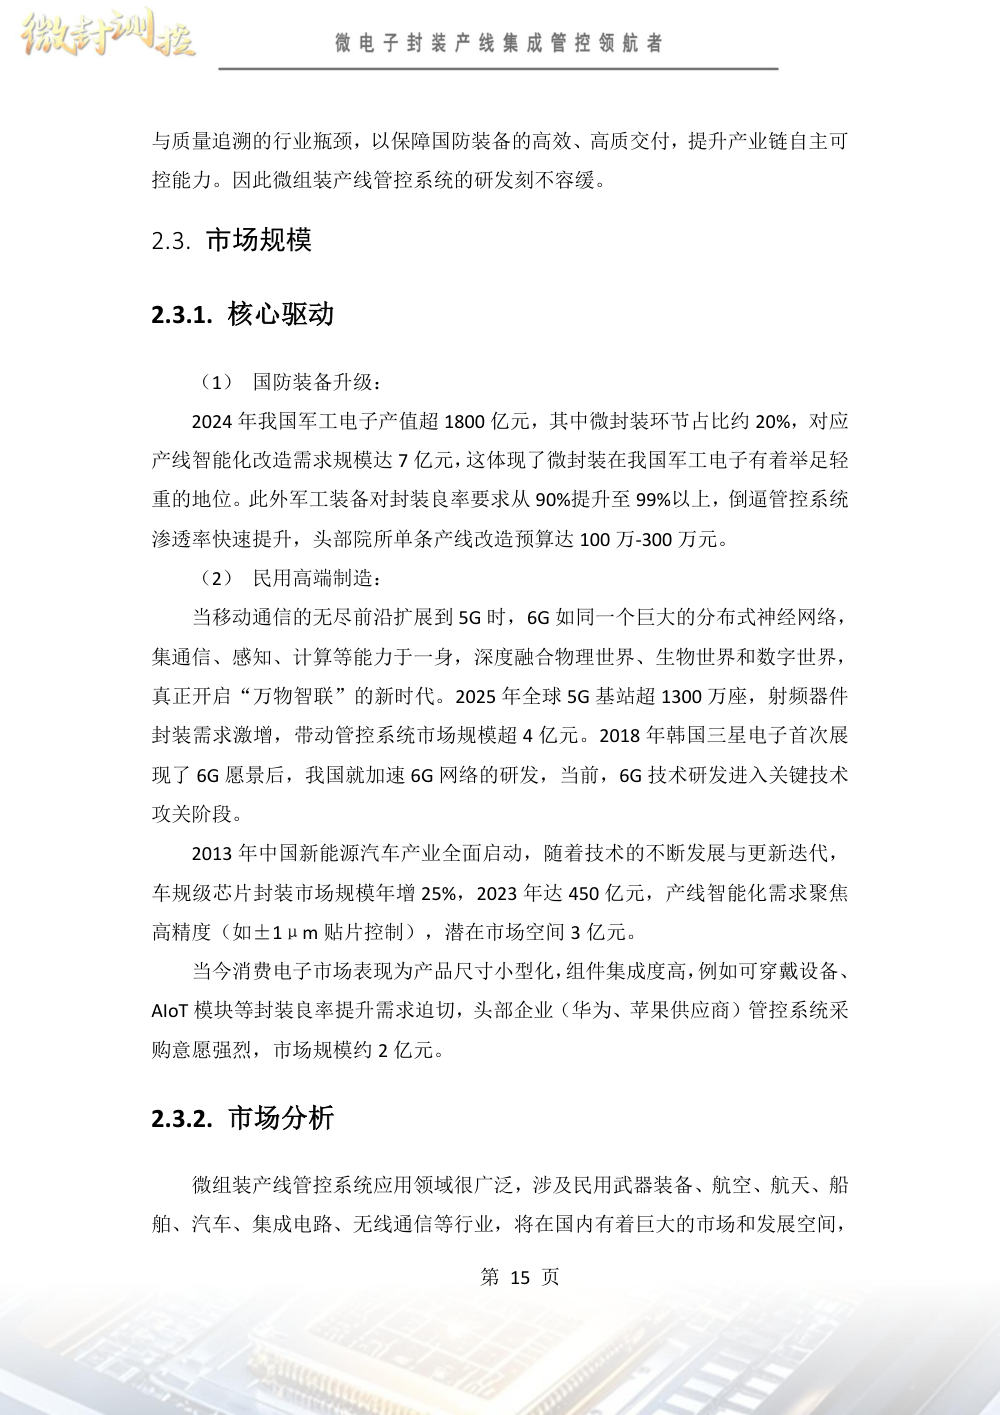 微封测控
微电子封装产线集成管控领航者
与质量追溯的行业瓶颈，以保障国防装备的高效、高质交付，提升产业链自主可
控能力。因此微组装产线管控系统的研发刻不容缓。
2.3. 市场规模
2.3.1. 核心驱动
（1） 国防装备升级：
2024 年我国军工电子产值超 1800 亿元，其中微封装环节占比约 20%，对应
产线智能化改造需求规模达 7 亿元，这体现了微封装在我国军工电子有着举足轻
重的地位。此外军工装备对封装良率要求从 90%提升至 99%以上，倒逼管控系统
渗透率快速提升，头部院所单条产线改造预算达 100 万-300 万元。
（2） 民用高端制造：
当移动通信的无尽前沿扩展到 5G 时，6G 如同一个巨大的分布式神经网络，
集通信、感知、计算等能力于一身，深度融合物理世界、生物世界和数字世界，
真正开启“万物智联”的新时代。2025 年全球 5G 基站超 1300 万座，射频器件
封装需求激增，带动管控系统市场规模超 4 亿元。2018 年韩国三星电子首次展
现了 6G 愿景后，我国就加速 6G 网络的研发，当前，6G 技术研发进入关键技术
攻关阶段。
2013 年中国新能源汽车产业全面启动，随着技术的不断发展与更新迭代，
车规级芯片封装市场规模年增 25%，2023 年达 450 亿元，产线智能化需求聚焦
高精度（如±1μm 贴片控制），潜在市场空间 3 亿元。
当今消费电子市场表现为产品尺寸小型化，组件集成度高，例如可穿戴设备、
AIoT 模块等封装良率提升需求迫切，头部企业（华为、苹果供应商）管控系统采
购意愿强烈，市场规模约 2 亿元。
2.3.2. 市场分析
微组装产线管控系统应用领域很广泛，涉及民用武器装备、航空、航天、船
舶、汽车、集成电路、无线通信等行业，将在国内有着巨大的市场和发展空间，
第 15 页